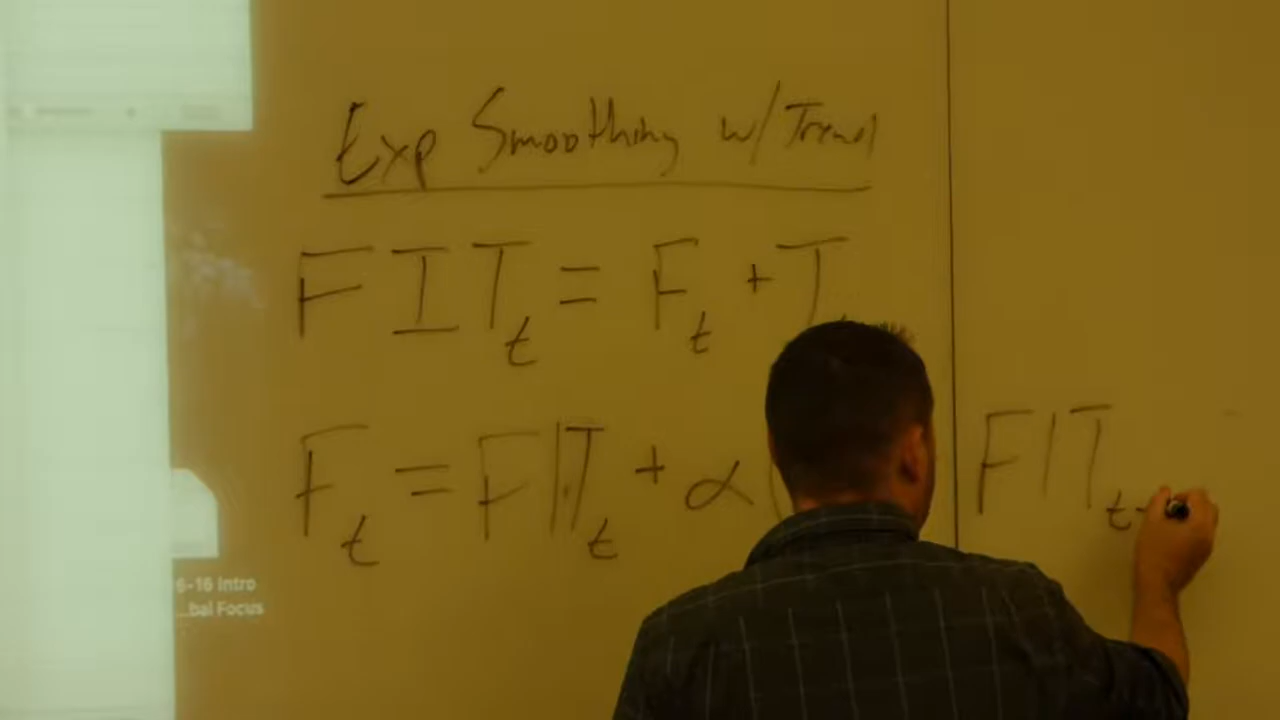 Exp Smoothing w/Trend
FIT_t = F_t + T
F_t = FIT_t + α ( FIT_t-
6-16 Intro
...bal Focus